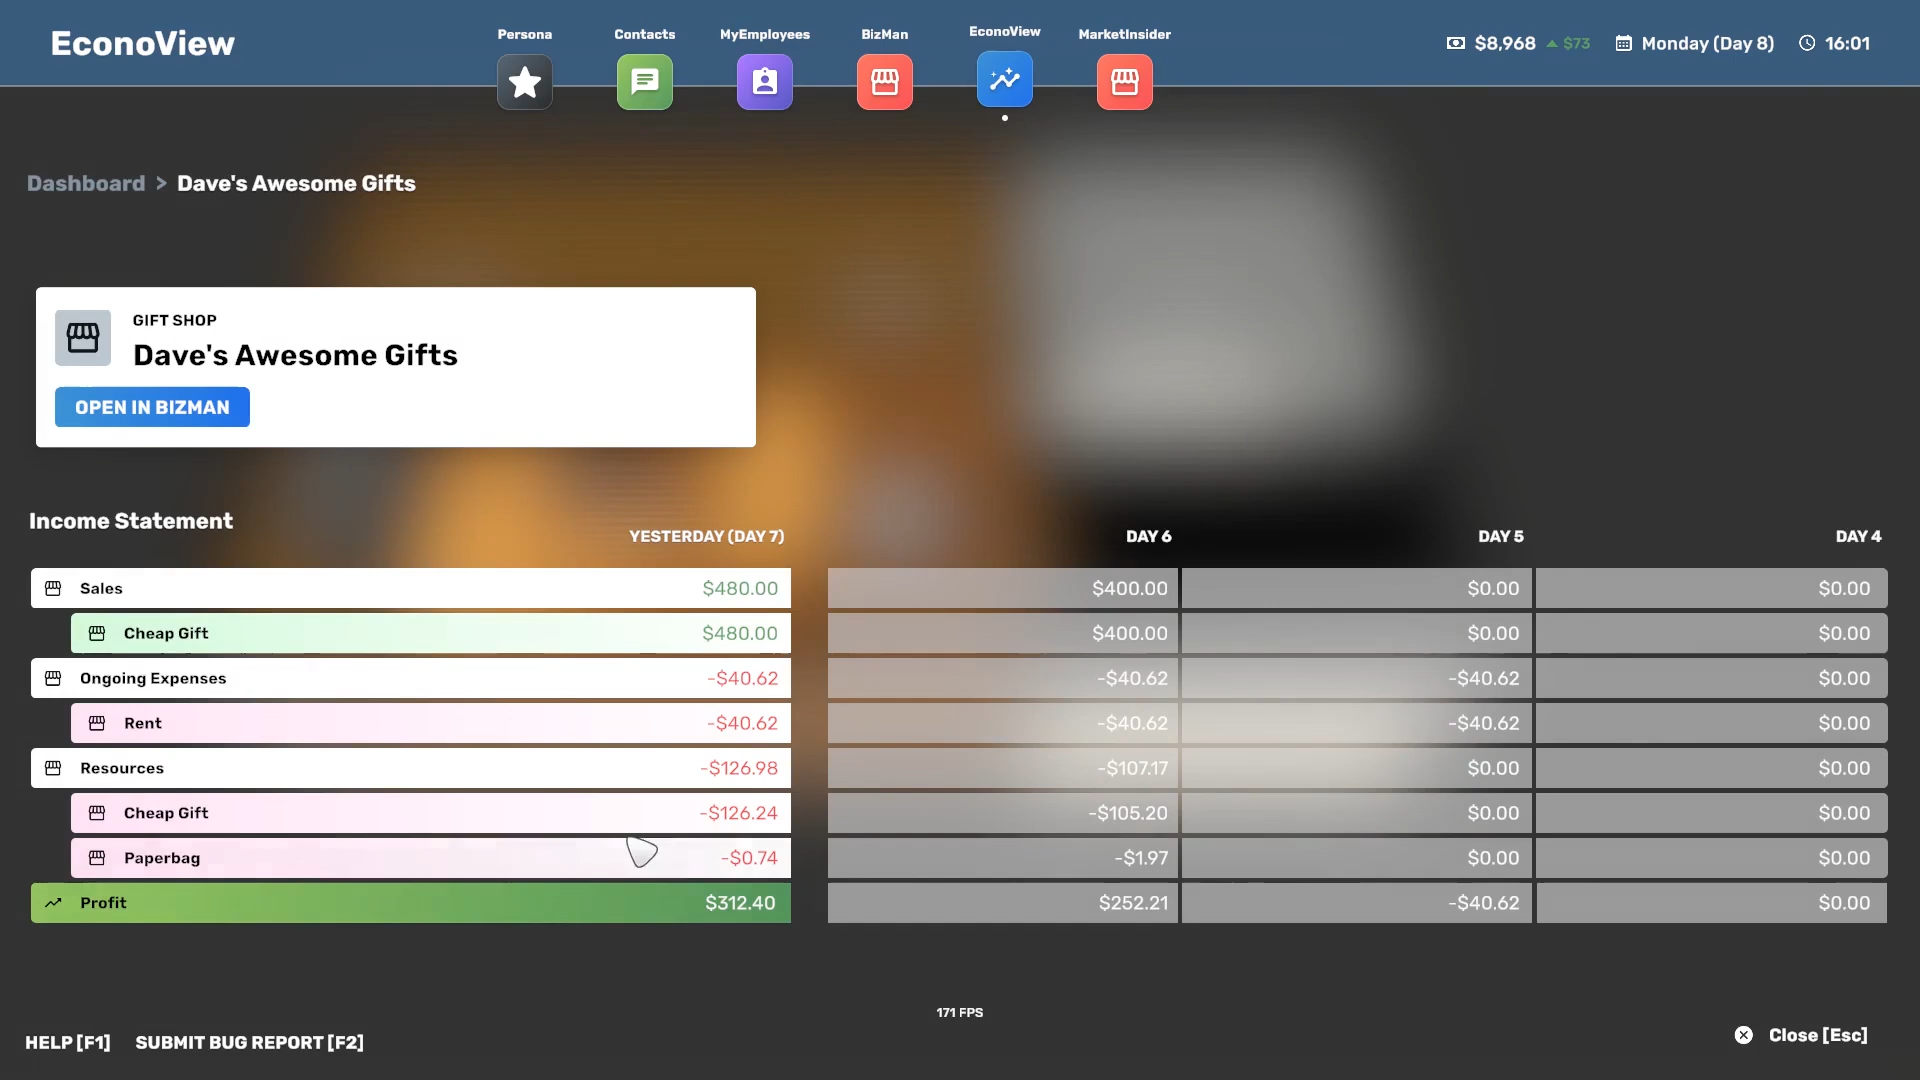 EconoView
Persona
Contacts
MyEmployees
BizMan
EconoView
MarketInsider
$8,968 $73
Monday (Day 8)
16:01
Dashboard > Dave's Awesome Gifts
GIFT SHOP
Dave's Awesome Gifts
OPEN IN BIZMAN
Income Statement
YESTERDAY (DAY 7) DAY 6 DAY 5 DAY 4
Sales $480.00 $400.00 $0.00 $0.00
Cheap Gift $480.00 $400.00 $0.00 $0.00
Ongoing Expenses -$40.62 -$40.62 -$40.62 $0.00
Rent -$40.62 -$40.62 -$40.62 $0.00
Resources -$126.98 -$107.17 $0.00 $0.00
Cheap Gift -$126.24 -$105.20 $0.00 $0.00
Paperbag -$0.74 -$1.97 $0.00 $0.00
Profit $312.40 $252.21 -$40.62 $0.00
171 FPS
HELP [F1] SUBMIT BUG REPORT [F2]
Close [Esc]